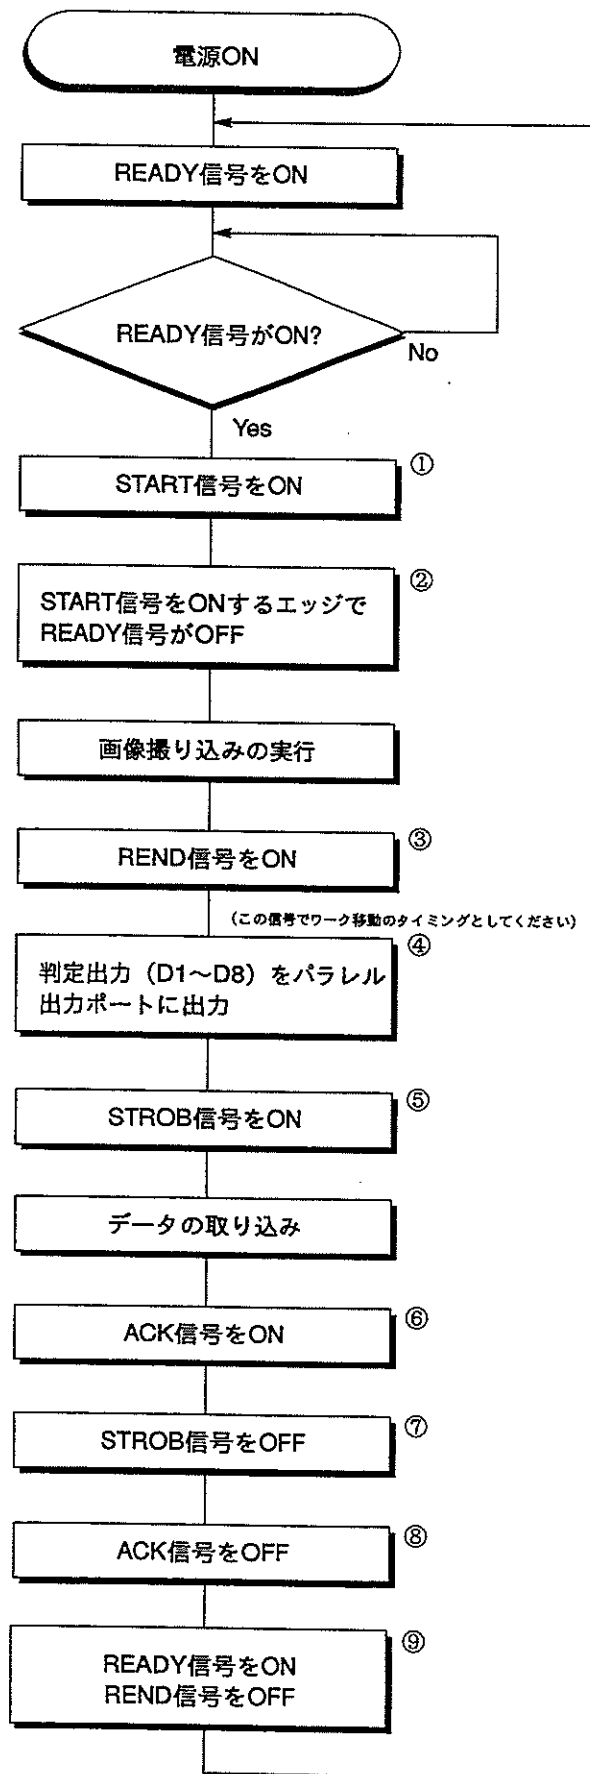 電源ON
READY信号をON
READY信号がON?
No
Yes
START信号をON
①
START信号をONするエッジで
READY信号がOFF
②
画像撮り込みの実行
REND信号をON
③
(この信号でワーク移動のタイミングとしてください)
判定出力（D1〜D8）をパラレル
出力ポートに出力
④
STROB信号をON
⑤
データの取り込み
ACK信号をON
⑥
STROB信号をOFF
⑦
ACK信号をOFF
⑧
READY信号をON
REND信号をOFF
⑨